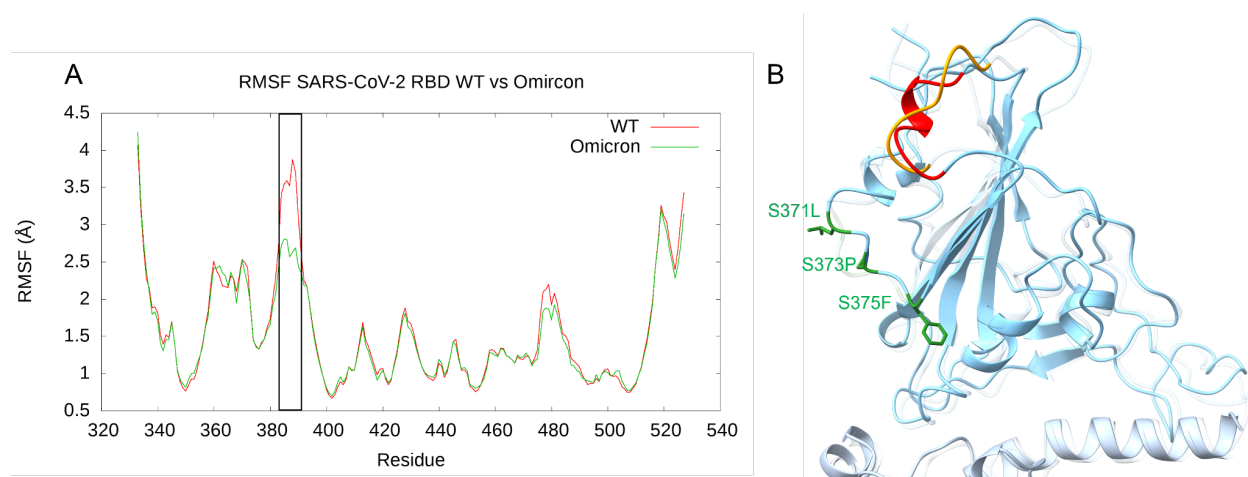 A
RMSF SARS-CoV-2 RBD WT vs Omircon
4.5
4
3.5
3
2.5
2
1.5
1
0.5
RMSF (Å)
WT
Omicron
320
340
360
380
400
420
440
460
480
500
520
540
Residue
B
S371L
S373P
S375F